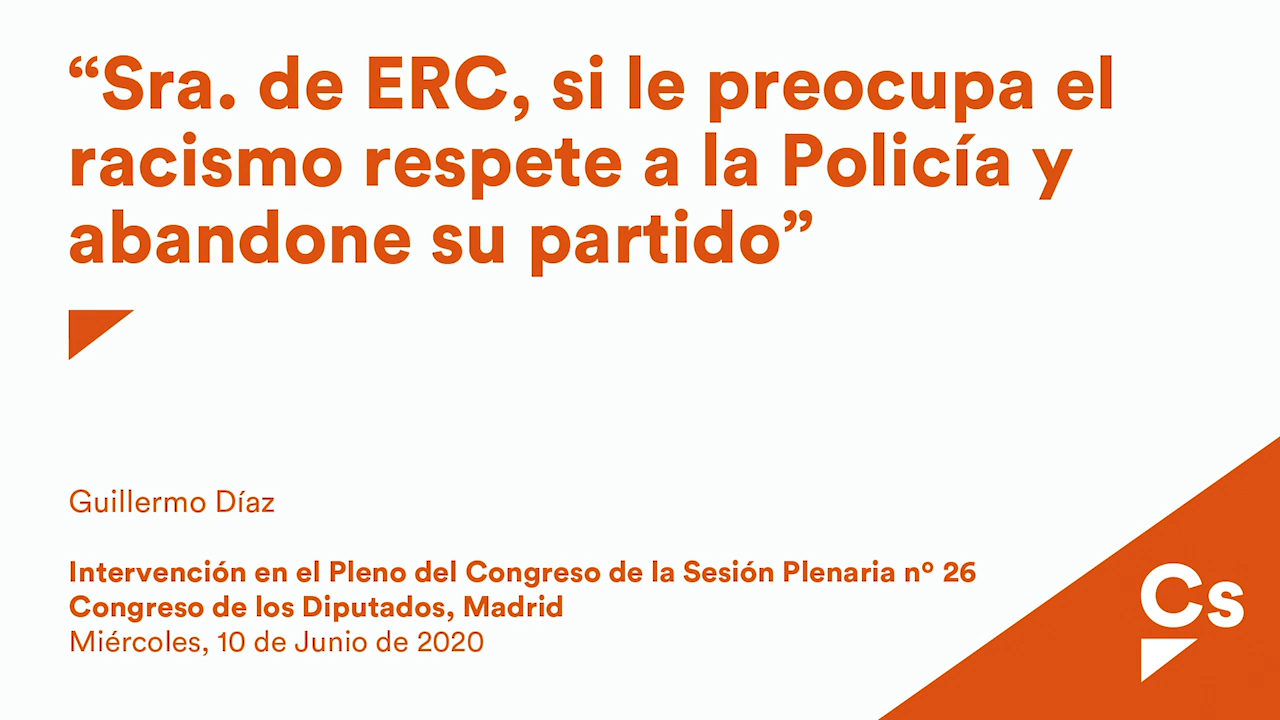 “Sra. de ERC, si le preocupa el
racismo respete a la Policía y
abandone su partido”
Guillermo Díaz
Intervención en el Pleno del Congreso de la Sesión Plenaria nº 26
Congreso de los Diputados, Madrid
Miércoles, 10 de Junio de 2020
Cs